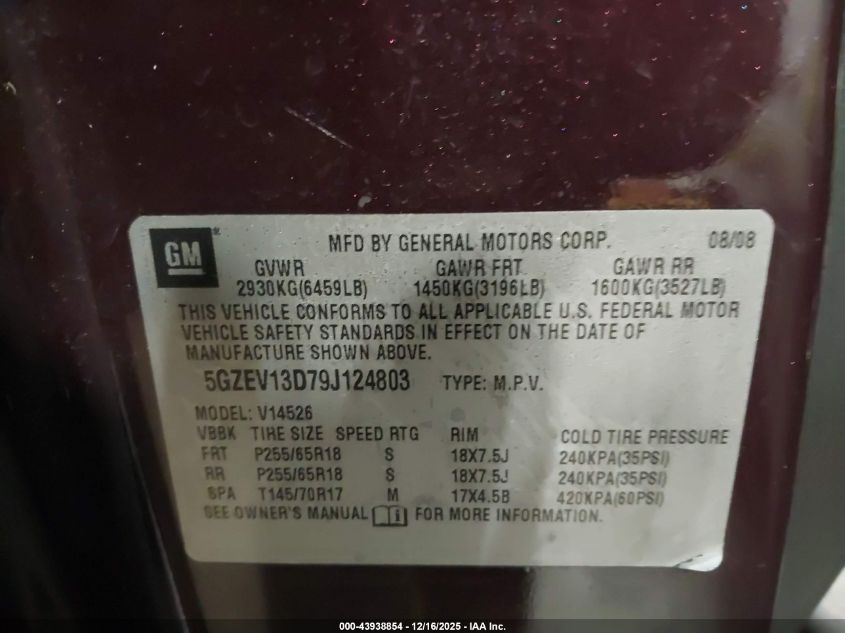 GM ® MFD BY GENERAL MOTORS CORP. 08/08
GVWR GAWR FRT GAWR RR
2930KG(6459LB) 1450KG(3196LB) 1600KG(3527LB)
THIS VEHICLE CONFORMS TO ALL APPLICABLE U.S. FEDERAL MOTOR
VEHICLE SAFETY STANDARDS IN EFFECT ON THE DATE OF
MANUFACTURE SHOWN ABOVE.
5GZEV13D79J124803 TYPE: M.P.V.
MODEL: V14526
VBBK TIRE SIZE SPEED RTG RIM COLD TIRE PRESSURE
FRT P255/65R18 S 18X7.5J 240KPA(35PSI)
RR P255/65R18 S 18X7.5J 240KPA(35PSI)
SPA T145/70R17 M 17X4.5B 420KPA(60PSI)
SEE OWNER'S MANUAL i FOR MORE INFORMATION.
000-43938854 - 12/16/2025 - IAA Inc.